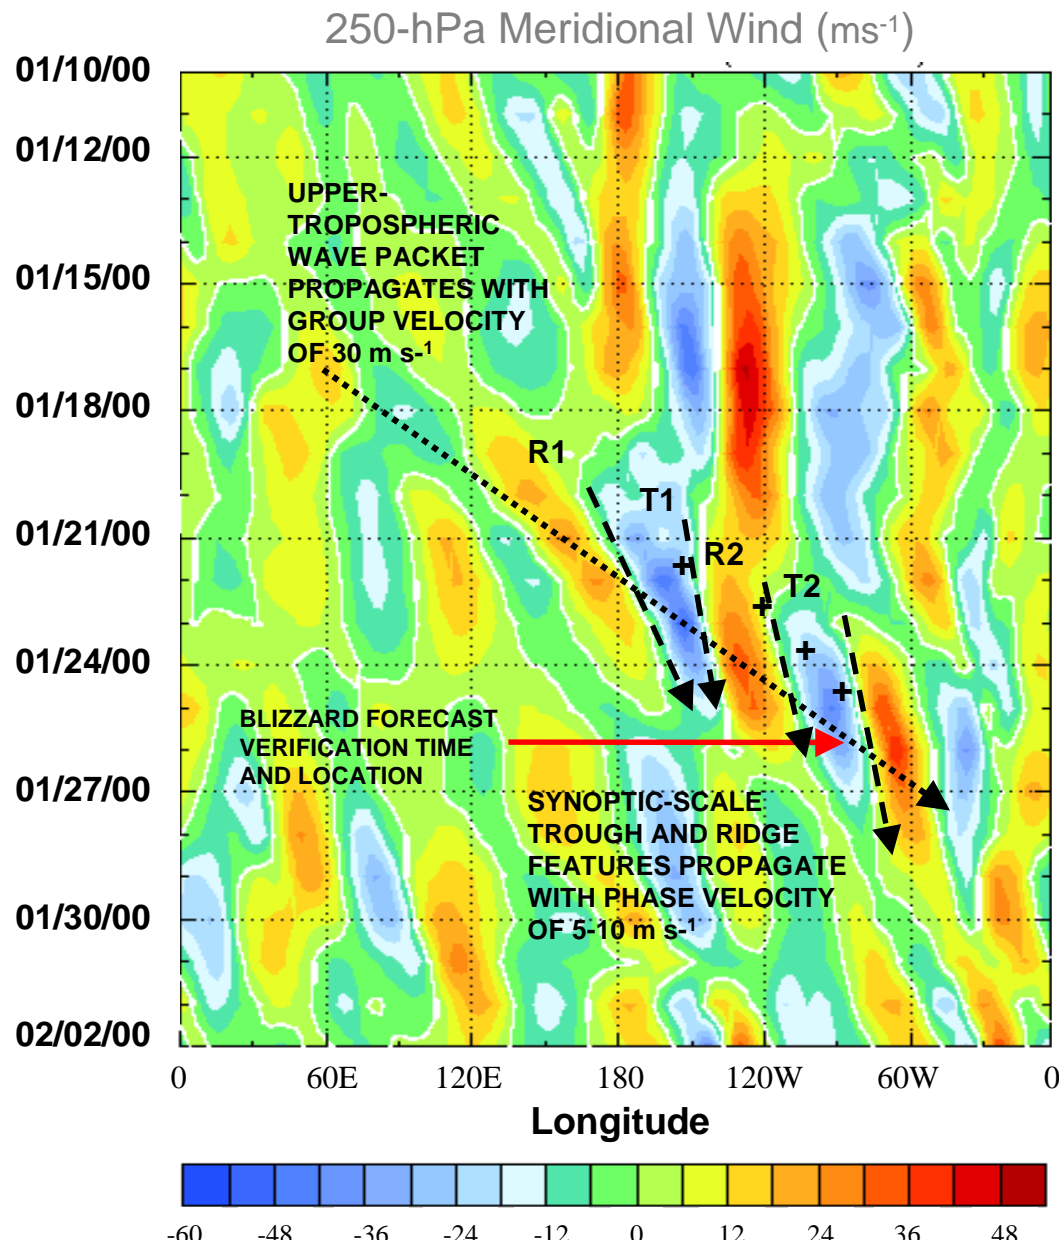 250-hPa Meridional Wind (ms-1)
01/10/00
01/12/00
UPPER-
TROPOSPHERIC
WAVE PACKET
PROPAGATES WITH
GROUP VELOCITY
OF 30 m s-1
01/15/00
01/18/00
R1
T1
01/21/00
R2
T2
01/24/00
BLIZZARD FORECAST
VERIFICATION TIME
AND LOCATION
01/27/00
SYNOPTIC-SCALE
TROUGH AND RIDGE
FEATURES PROPAGATE
WITH PHASE VELOCITY
OF 5-10 m s-1
01/30/00
02/02/00
0 60E 120E 180 120W 60W 0
Longitude
-60 -48 -36 -24 -12 0 12 24 36 48